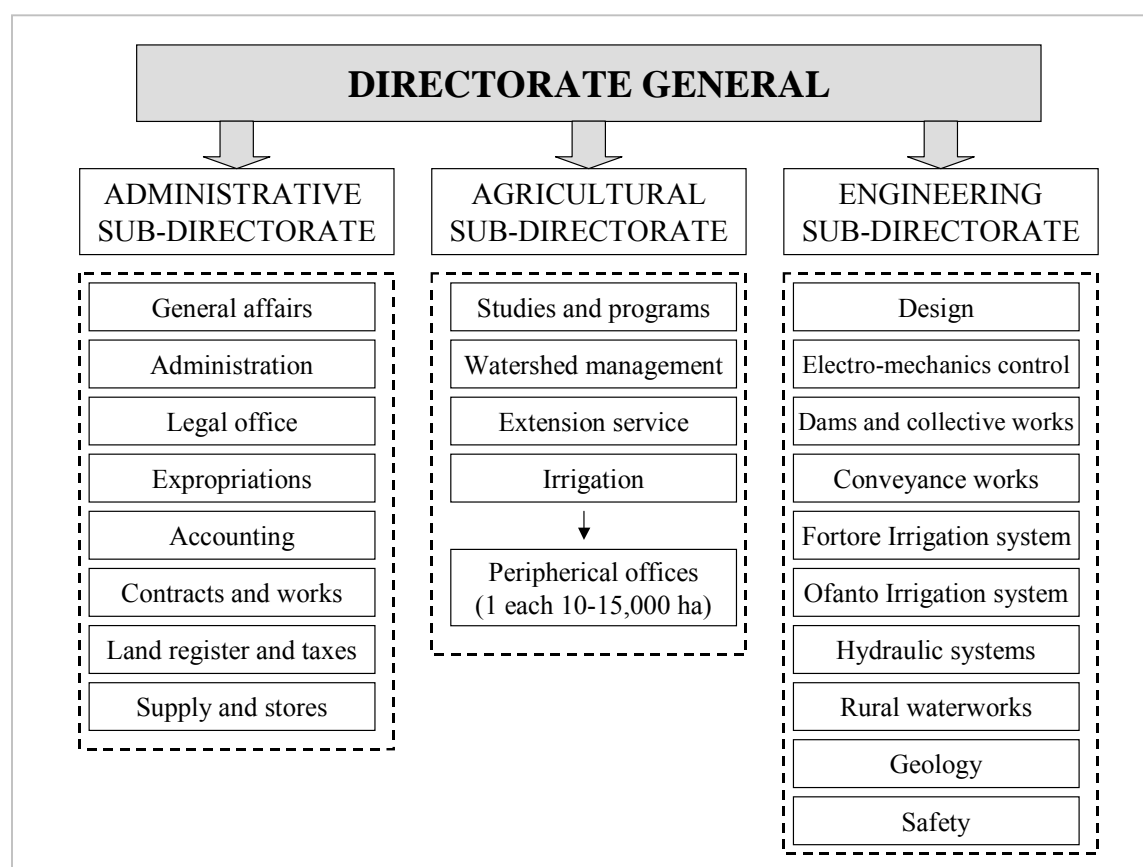 DIRECTORATE GENERAL
ADMINISTRATIVE
SUB-DIRECTORATE
General affairs
Administration
Legal office
Expropriations
Accounting
Contracts and works
Land register and taxes
Supply and stores
AGRICULTURAL
SUB-DIRECTORATE
Studies and programs
Watershed management
Extension service
Irrigation
Peripherical offices
(1 each 10-15,000 ha)
ENGINEERING
SUB-DIRECTORATE
Design
Electro-mechanics control
Dams and collective works
Conveyance works
Fortore Irrigation system
Ofanto Irrigation system
Hydraulic systems
Rural waterworks
Geology
Safety